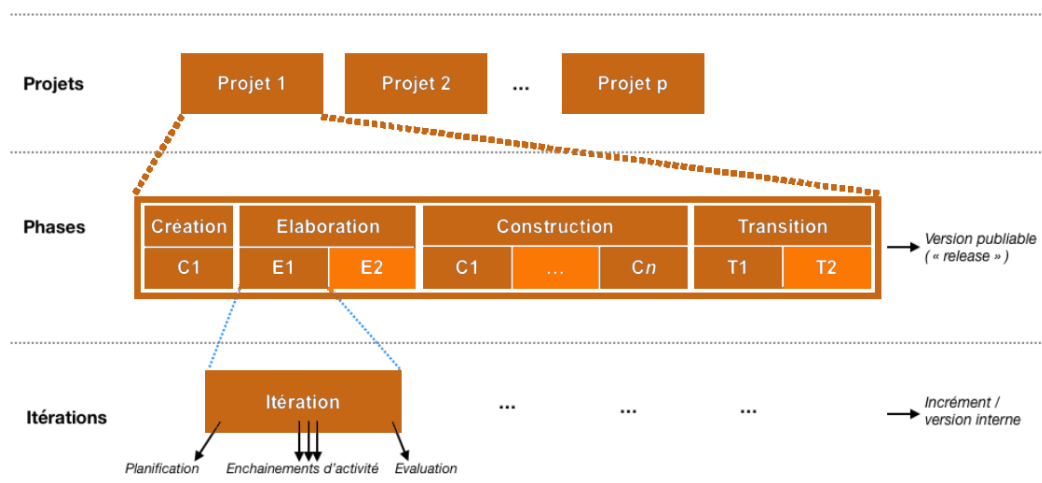 Projets
Projet 1
Projet 2
...
Projet p
Phases
Création
Elaboration
Construction
Transition
C1
E1
E2
C1
...
Cn
T1
T2
Version publiable
( « release » )
Itérations
Itération
...
...
...
Incrément /
version interne
Planification
Enchainements d'activité
Evaluation